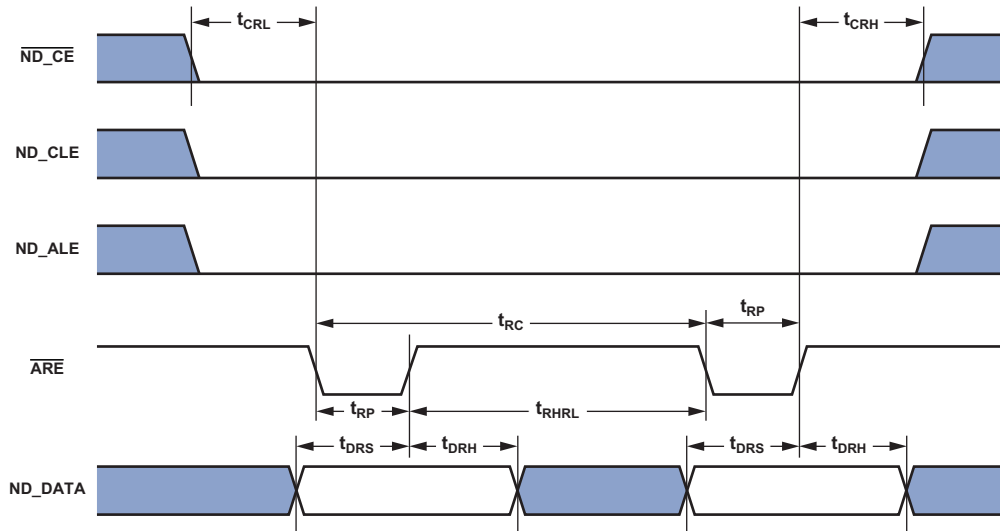 tCRL
tCRH
ND_CE
ND_CLE
ND_ALE
tRC
tRP
ARE
tRP
tRHRL
tDRS
tDRH
tDRS
tDRH
ND_DATA